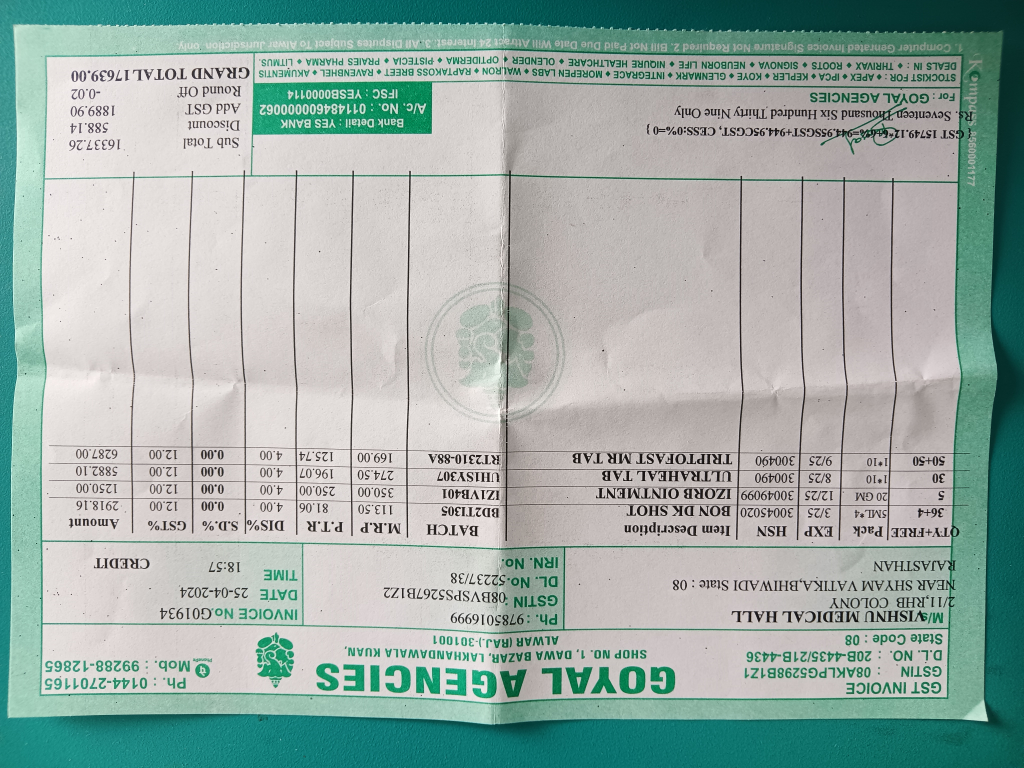 GST INVOICE
GSTIN : 08AKLPG5298B1Z1
D.L. NO. : 20B-4435/21B-4436
State Code : 08
GOYAL AGENCIES
SHOP NO. 1, DAWA BAZAR, LAKHANDAWALA KUAN,
ALWAR (RAJ.)-301001
Ph. : 0144-2701165
Mob. : 99288-12865
M/s VISHNU MEDICAL HALL
2/11,RHB COLONY
NEAR SHYAM VATIKA,BHIWADI State : 08
RAJASTHAN
Ph. : 9785016999
GSTIN : 08BVSPS5267B1Z2
DL. No. 52237/38
IRN. No.
INVOICE No. G01934
DATE 25-04-2024
TIME 18:57
CREDIT
QTY+FREE Pack EXP HSN Item Description BATCH M.R.P P.T.R DIS% S.D.% GST% Amount
36+4 5ML*4 3/25 30045020 BON DK SHOT BD2T1305 113.50 81.06 4.00 0.00 12.00 2918.16
5 20 GM 12/25 30049099 IZORB OINTMENT IZIVB401 350.00 250.00 4.00 0.00 12.00 1250.00
30 1*10 8/25 300490 ULTRAHEAL TAB UH1SV307 274.50 196.07 4.00 0.00 12.00 5882.10
50+50 1*10 9/25 300490 TRIPTOFAST MR TAB RT2310-88A 169.00 125.74 4.00 0.00 12.00 6287.00
{ GST 15749.12*6+6%=944.95SGST+944.95CGST, CESS:0%=0 }
Rs. Seventeen Thousand Six Hundred Thirty Nine Only
For : GOYAL AGENCIES
Bank Detail : YES BANK
A/c. No. : 011484600000062
IFSC : YESB0000114
Sub Total 16337.26
Discount 588.14
Add GST 1889.90
Round Off -0.02
GRAND TOTAL 17639.00
STOCKIST FOR : APEX ♦ IPCA ♦ KEPLER ♦ KOYE ♦ GLENMARK ♦ INTEGRACE ♦ MOREPEN LABS ♦ WALRON ♦ RAPTAKOSS BREET ♦ RAVENBHEL ♦ AKUMENTIS
DEALS IN : ♦ THRIVAX ♦ ROOTS ♦ SIGNOVA ♦ NEUBORN LIFE ♦ NIQUIRE HEALTHCARE ♦ GLENDER ♦ OPTIDERMA ♦ PISCTEIA ♦ PRAVES PHARMA ♦ LITMUS.
1. Computer Genrated Invoice Signature Not Required 2. Bill Not Paid Due Date Will Attract 24 Interest 3. All Disputes Subject To Alwar Jurisdiction only.